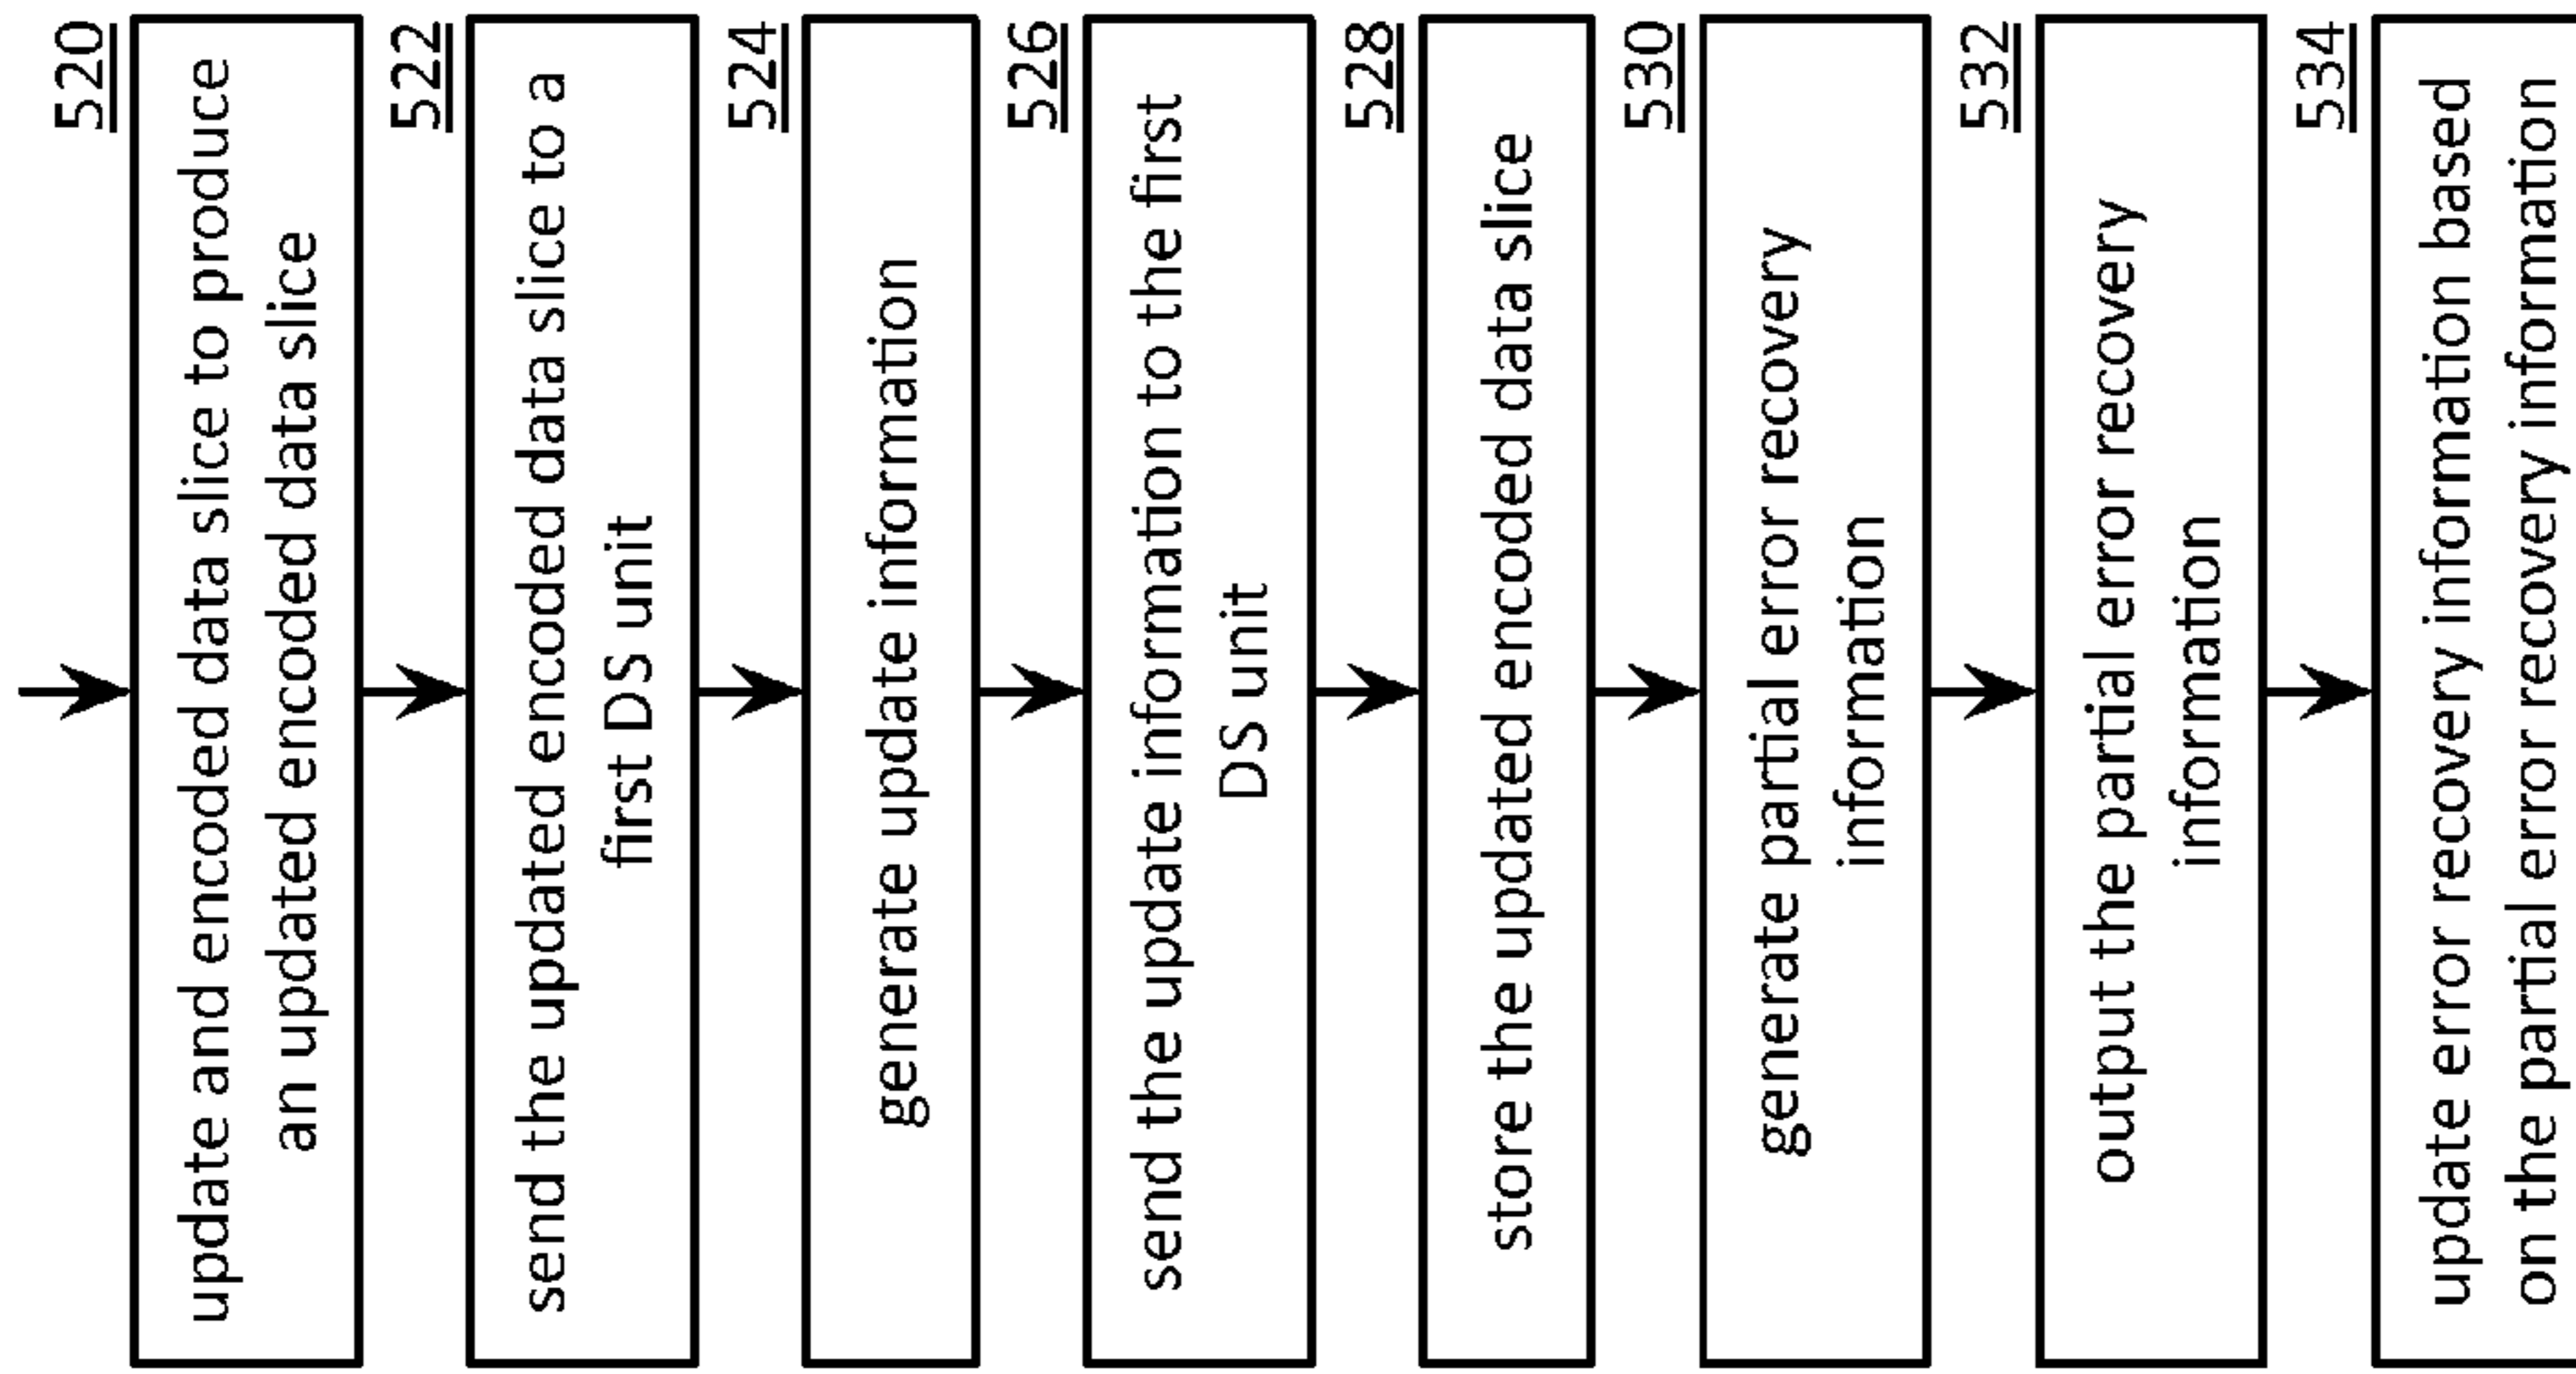 520
update and encoded data slice to produce
an updated encoded data slice
522
send the updated encoded data slice to a
first DS unit
524
generate update information
526
send the update information to the first
DS unit
528
store the updated encoded data slice
530
generate partial error recovery
information
532
output the partial error recovery
information
534
update error recovery information based
on the partial error recovery information